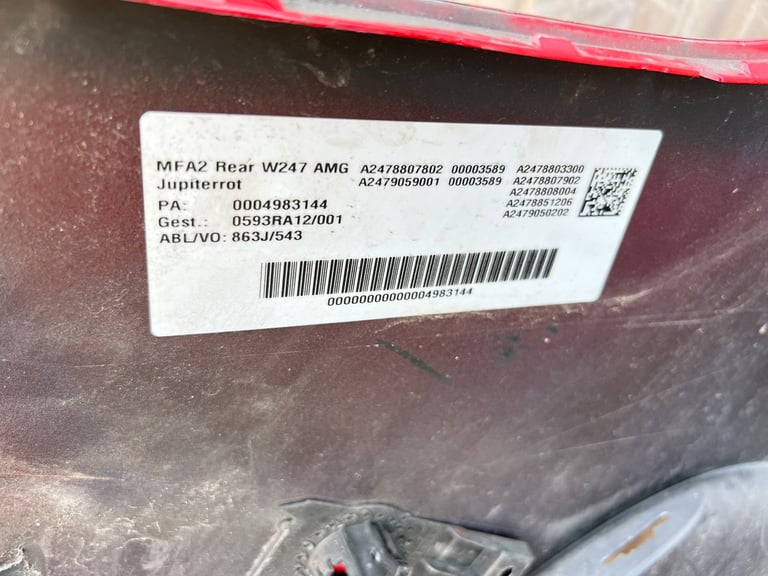 MFA2 Rear W247 AMG A2478807802 00003589 A2478803300
Jupiterrot A2479059001 00003589 A2478807902
PA: 0004983144 A2478808004
Gest.: 0593RA12/001 A2478851206
ABL/VO: 863J/543 A2479050202
00000000000004983144